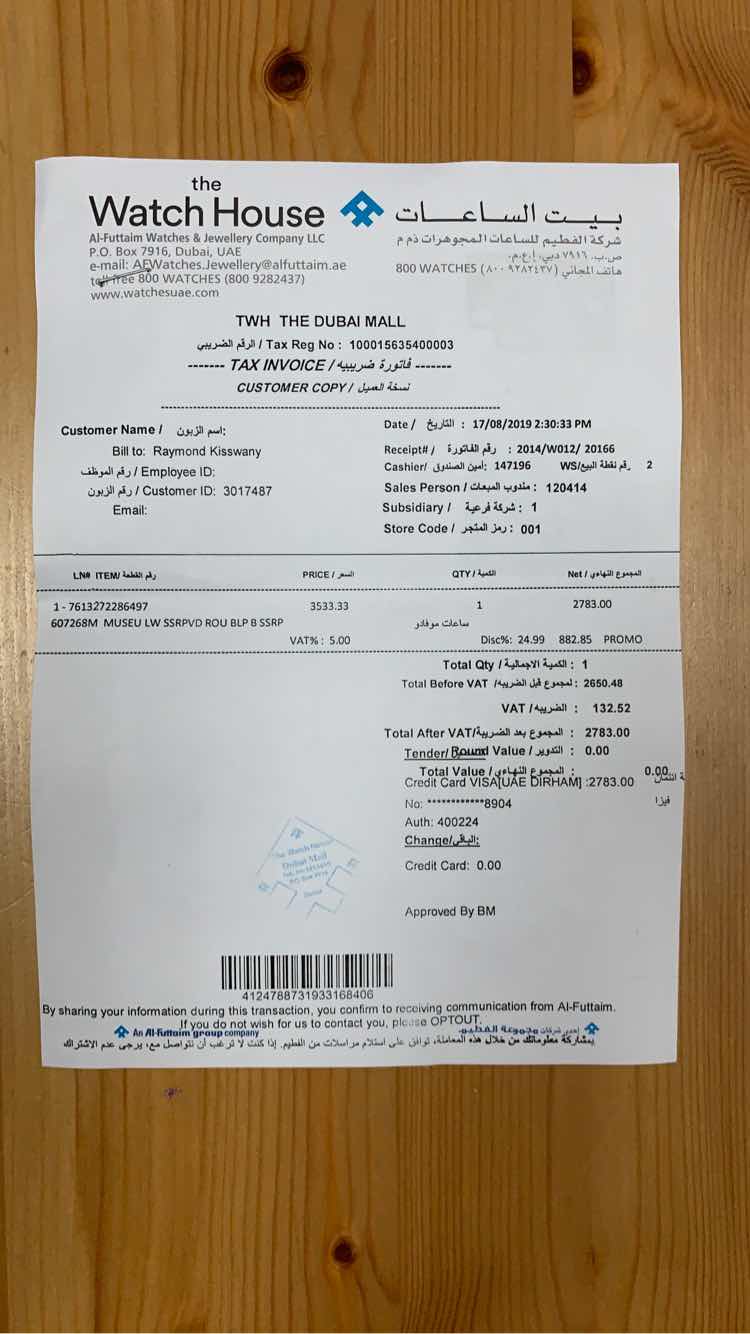 the
Watch House
بيت الساعات
Al-Futtaim Watches & Jewellery Company LLC
شركة الفطيم للساعات المجوهرات ذ م م
P.O. Box 7916, Dubai, UAE
ص.ب. ٧٩١٦ دبي، إ.ع.م.
e-mail: AFWatches.Jewellery@alfuttaim.ae
toll free 800 WATCHES (800 9282437)
800 WATCHES (٨٠٠ ٩٢٨٢٤٣٧) هاتف المجاني
www.watchesuae.com
TWH THE DUBAI MALL
الرقم الضريبي / Tax Reg No : 100015635400003
------- TAX INVOICE / فاتورة ضريبيه -------
CUSTOMER COPY / نسخة العميل
Customer Name / اسم الزبون:
Bill to: Raymond Kisswany
رقم الموظف / Employee ID:
رقم الزبون / Customer ID: 3017487
Email:
Date / التاريخ : 17/08/2019 2:30:33 PM
Receipt# / رقم الفاتورة : 2014/W012/ 20166
Cashier/ أمين الصندوق: 147196 WS/رقم نقطة البيع 2
Sales Person / مندوب المبعات : 120414
Subsidiary / شركة فرعية : 1
Store Code / رمز المتجر : 001
LN# ITEM/ رقم القطعة PRICE / السعر QTY / الكمية Net / المجموع النهاءي
1 - 7613272286497 3533.33 1 2783.00
607268M MUSEU LW SSRPVD ROU BLP B SSRP ساعات موفادو
VAT% : 5.00 Disc%: 24.99 882.85 PROMO
Total Qty / الكمية الاجمالية : 1
Total Before VAT /لمجموع قبل الضريبه : 2650.48
VAT / الضريبه : 132.52
Total After VAT/المجموع بعد الضريبة : 2783.00
Tender/
Round Value / التدوير : 0.00
Total Value / المجموع النهاءي : 0.00
Credit Card VISA[UAE DIRHAM] :2783.00
فيزا
No: ************8904
Auth: 400224
Change/الباقي:
Credit Card: 0.00
Approved By BM
The Watch House
Dubai Mall
4124788731933168406
By sharing your information during this transaction, you confirm to receiving communication from Al-Futtaim.
If you do not wish for us to contact you, please OPTOUT.
An Al-Futtaim group company
إحدى شركات مجموعة الفطيم
بمشاركة معلوماتك من خلال هذه المعاملة، توافق على استلام مراسلات من الفطيم. إذا كنت لا ترغب أن نتواصل مع، يرجى عدم الاشتراك